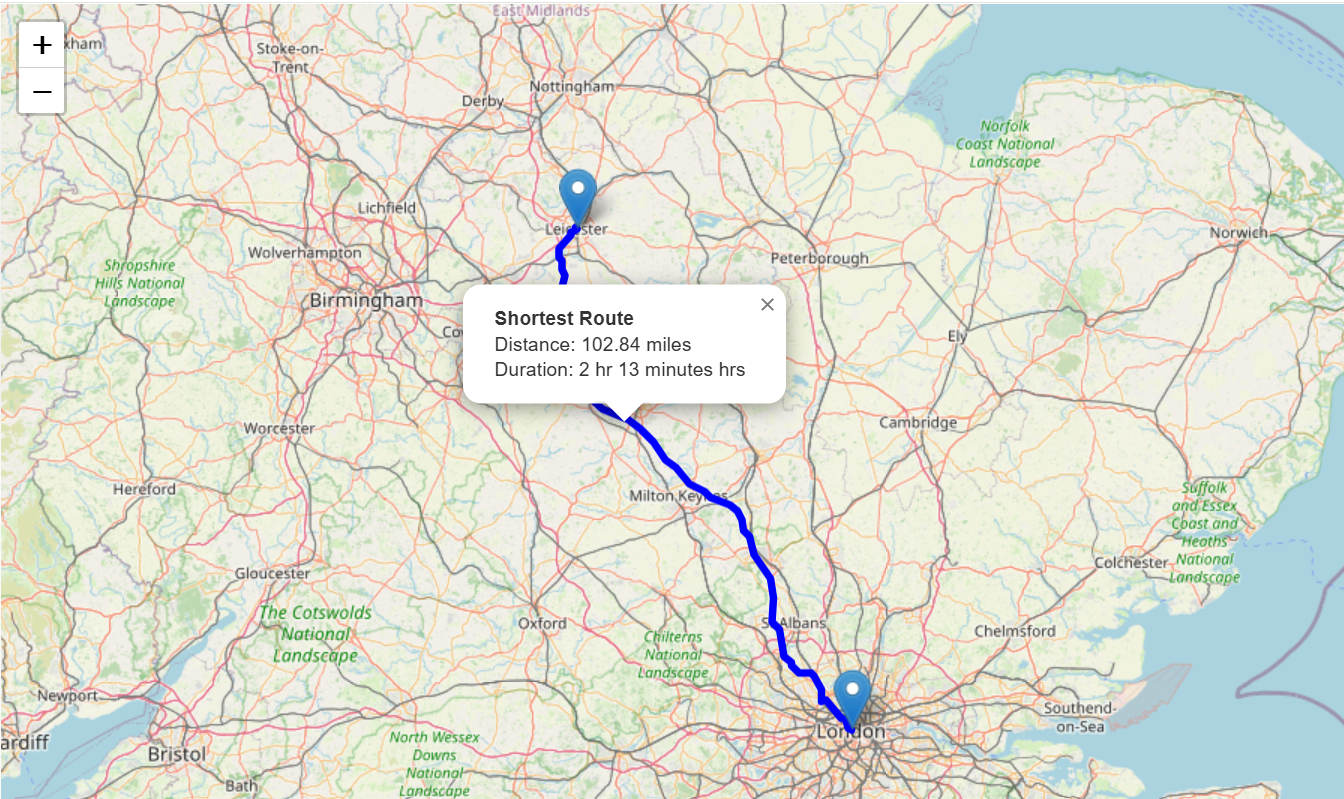 East Midlands
+
xham
Stoke-on-
Trent
Nottingham
−
Derby
Norfolk
Coast National
Landscape
Lichfield
Leicester
Norwich
Wolverhampton
Peterborough
Shropshire
Hills National
Landscape
Birmingham
×
Shortest Route
Cov
Ely
Distance: 102.84 miles
Duration: 2 hr 13 minutes hrs
Worcester
Cambridge
Hereford
Milton Keynes
Suffolk
and Essex
Coast and
Heaths
National
Landscape
Colchester
Gloucester
The Cotswolds
National
Landscape
Oxford
St Albans
Chelmsford
Chilterns
National
Landscape
Newport
Southend-
on-Sea
London
ardiff
North Wessex
Downs
National
Landscape
Bristol
Bath